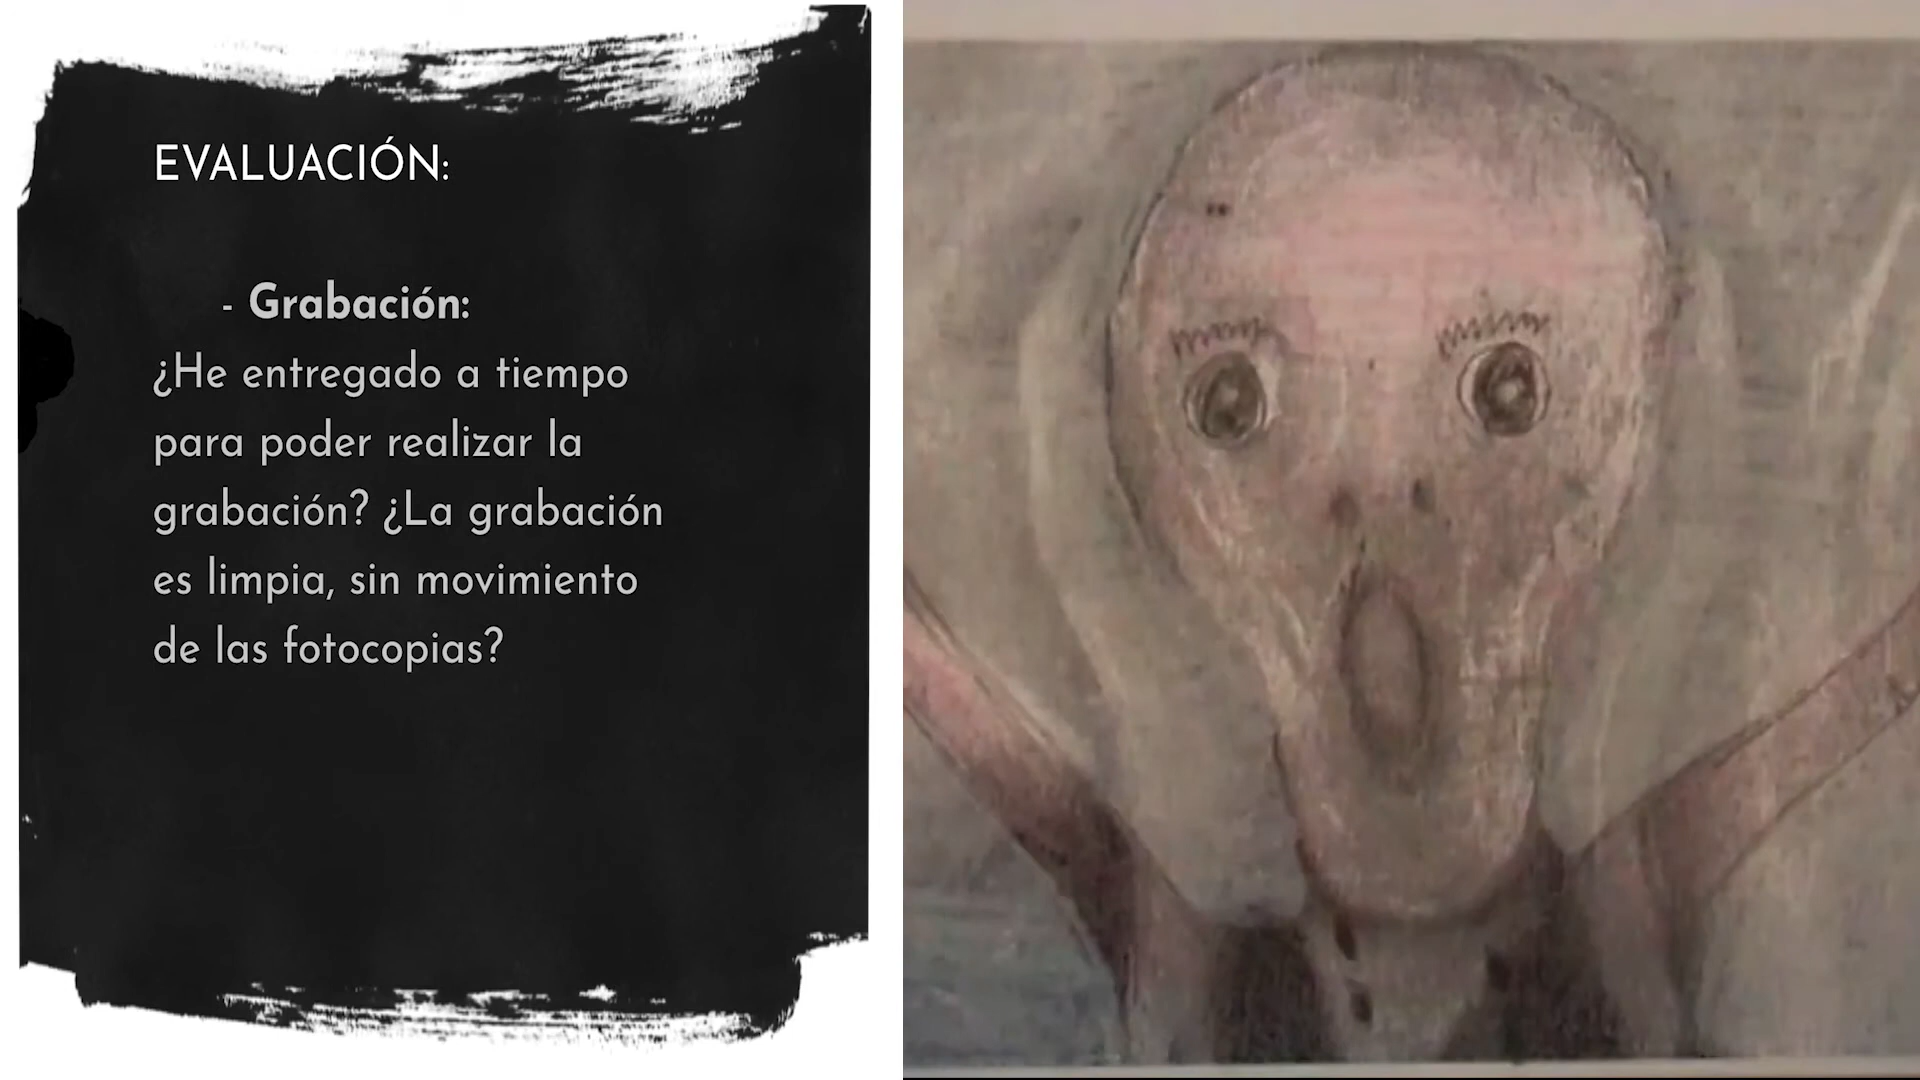 EVALUACIÓN:
- Grabación:
¿He entregado a tiempo
para poder realizar la
grabación? ¿La grabación
es limpia, sin movimiento
de las fotocopias?